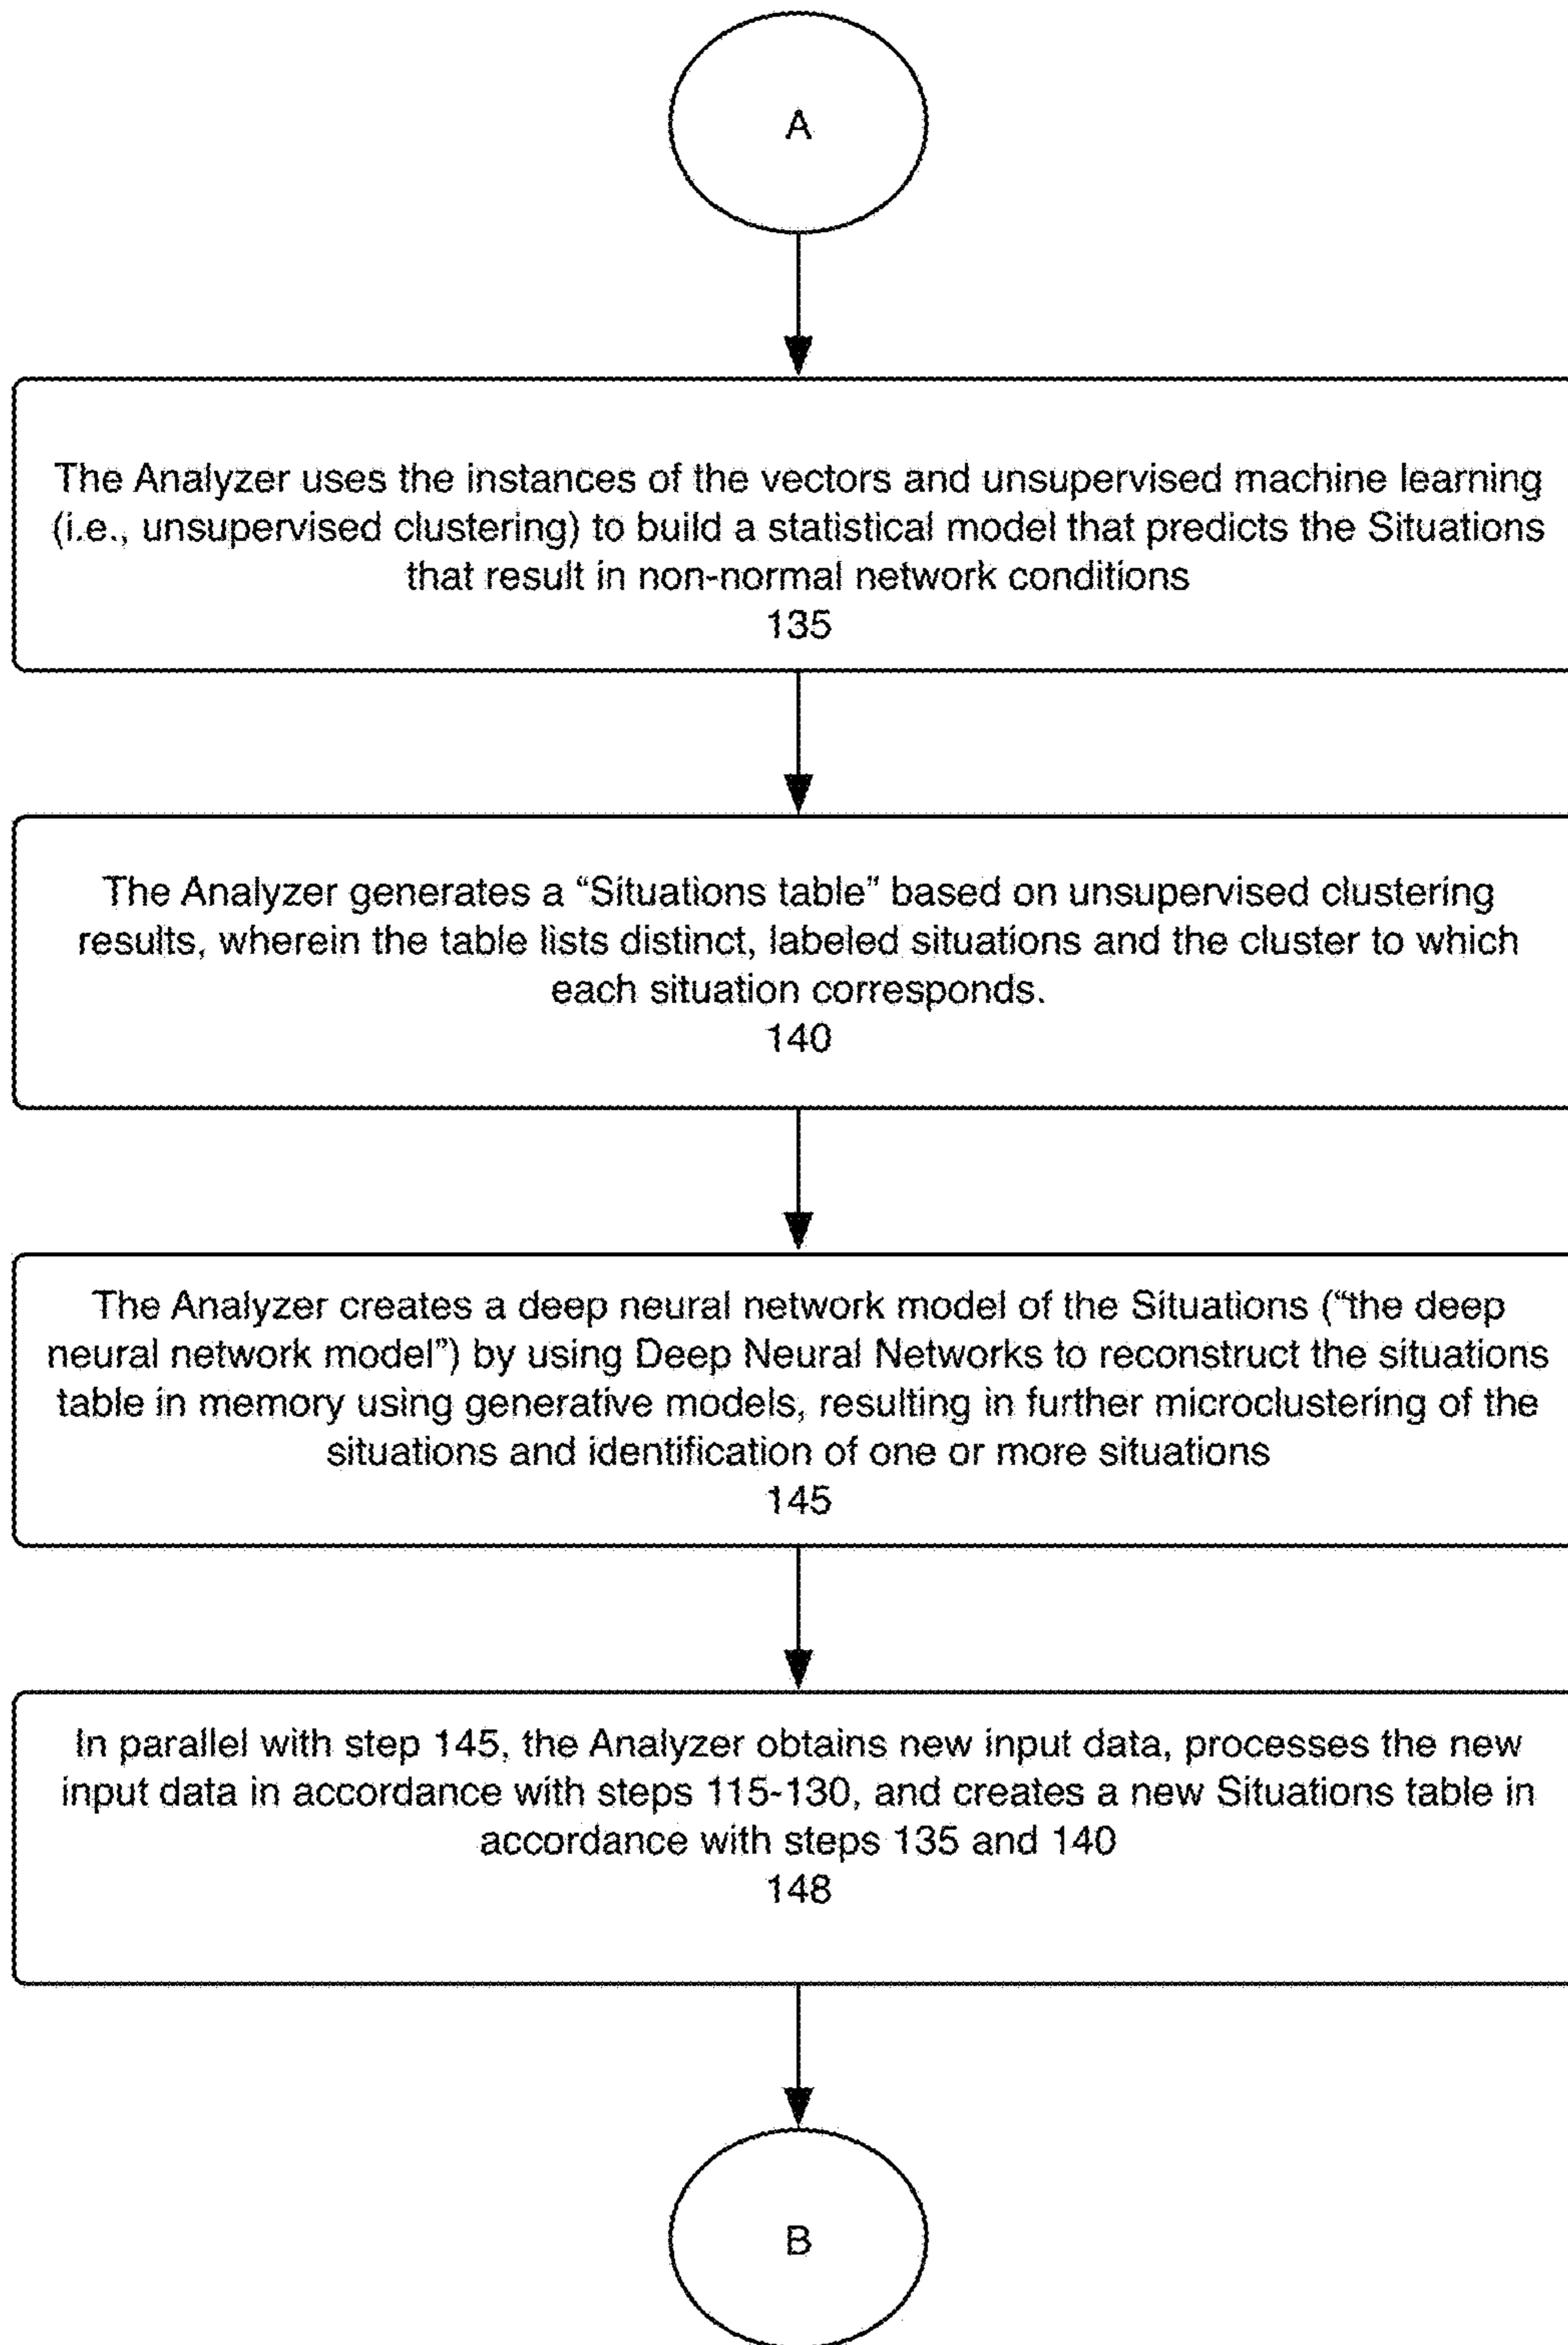 A
The Analyzer uses the instances of the vectors and unsupervised machine learning
(i.e., unsupervised clustering) to build a statistical model that predicts the Situations
that result in non-normal network conditions
135
The Analyzer generates a “Situations table” based on unsupervised clustering
results, wherein the table lists distinct, labeled situations and the cluster to which
each situation corresponds.
140
The Analyzer creates a deep neural network model of the Situations (“the deep
neural network model”) by using Deep Neural Networks to reconstruct the situations
table in memory using generative models, resulting in further microclustering of the
situations and identification of one or more situations
145
In parallel with step 145, the Analyzer obtains new input data, processes the new
input data in accordance with steps 115-130, and creates a new Situations table in
accordance with steps 135 and 140
148
B